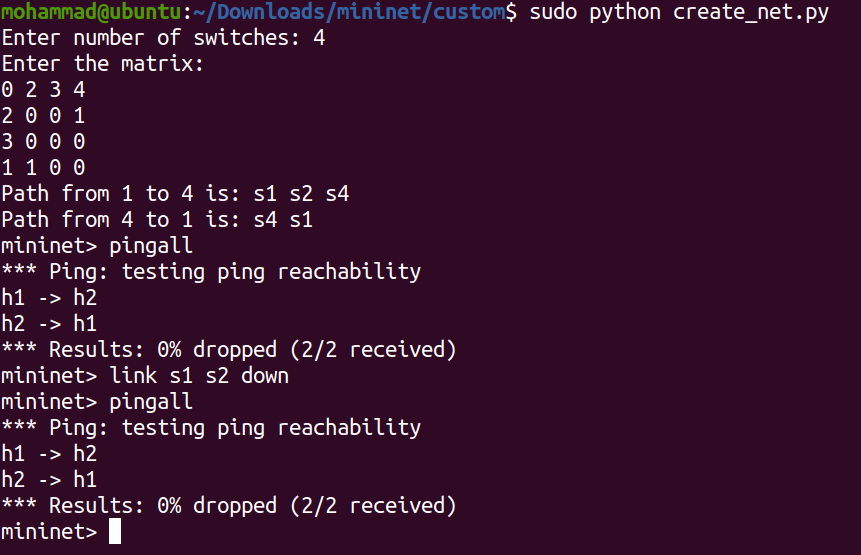 mohammad@ubuntu:~/Downloads/mininet/custom$ sudo python create_net.py
Enter number of switches: 4
Enter the matrix:
0 2 3 4
2 0 0 1
3 0 0 0
1 1 0 0
Path from 1 to 4 is: s1 s2 s4
Path from 4 to 1 is: s4 s1
mininet> pingall
*** Ping: testing ping reachability
h1 -> h2
h2 -> h1
*** Results: 0% dropped (2/2 received)
mininet> link s1 s2 down
mininet> pingall
*** Ping: testing ping reachability
h1 -> h2
h2 -> h1
*** Results: 0% dropped (2/2 received)
mininet>